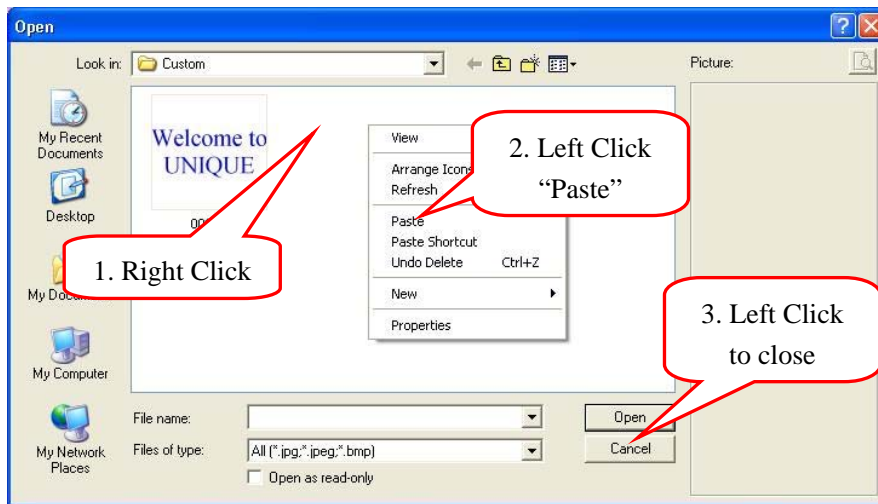 Open
Look in:
Custom
Picture:
My Recent
Documents
Desktop
My Computer
My Network
Places
Welcome to
UNIQUE
1. Right Click
View
Arrange Icons
Refresh
Paste
Paste Shortcut
Undo Delete Ctrl+Z
New
Properties
2. Left Click
“Paste”
3. Left Click
to close
File name:
Open
Files of type:
All (*.jpg;*.jpeg;*.bmp)
Cancel
Open as read-only